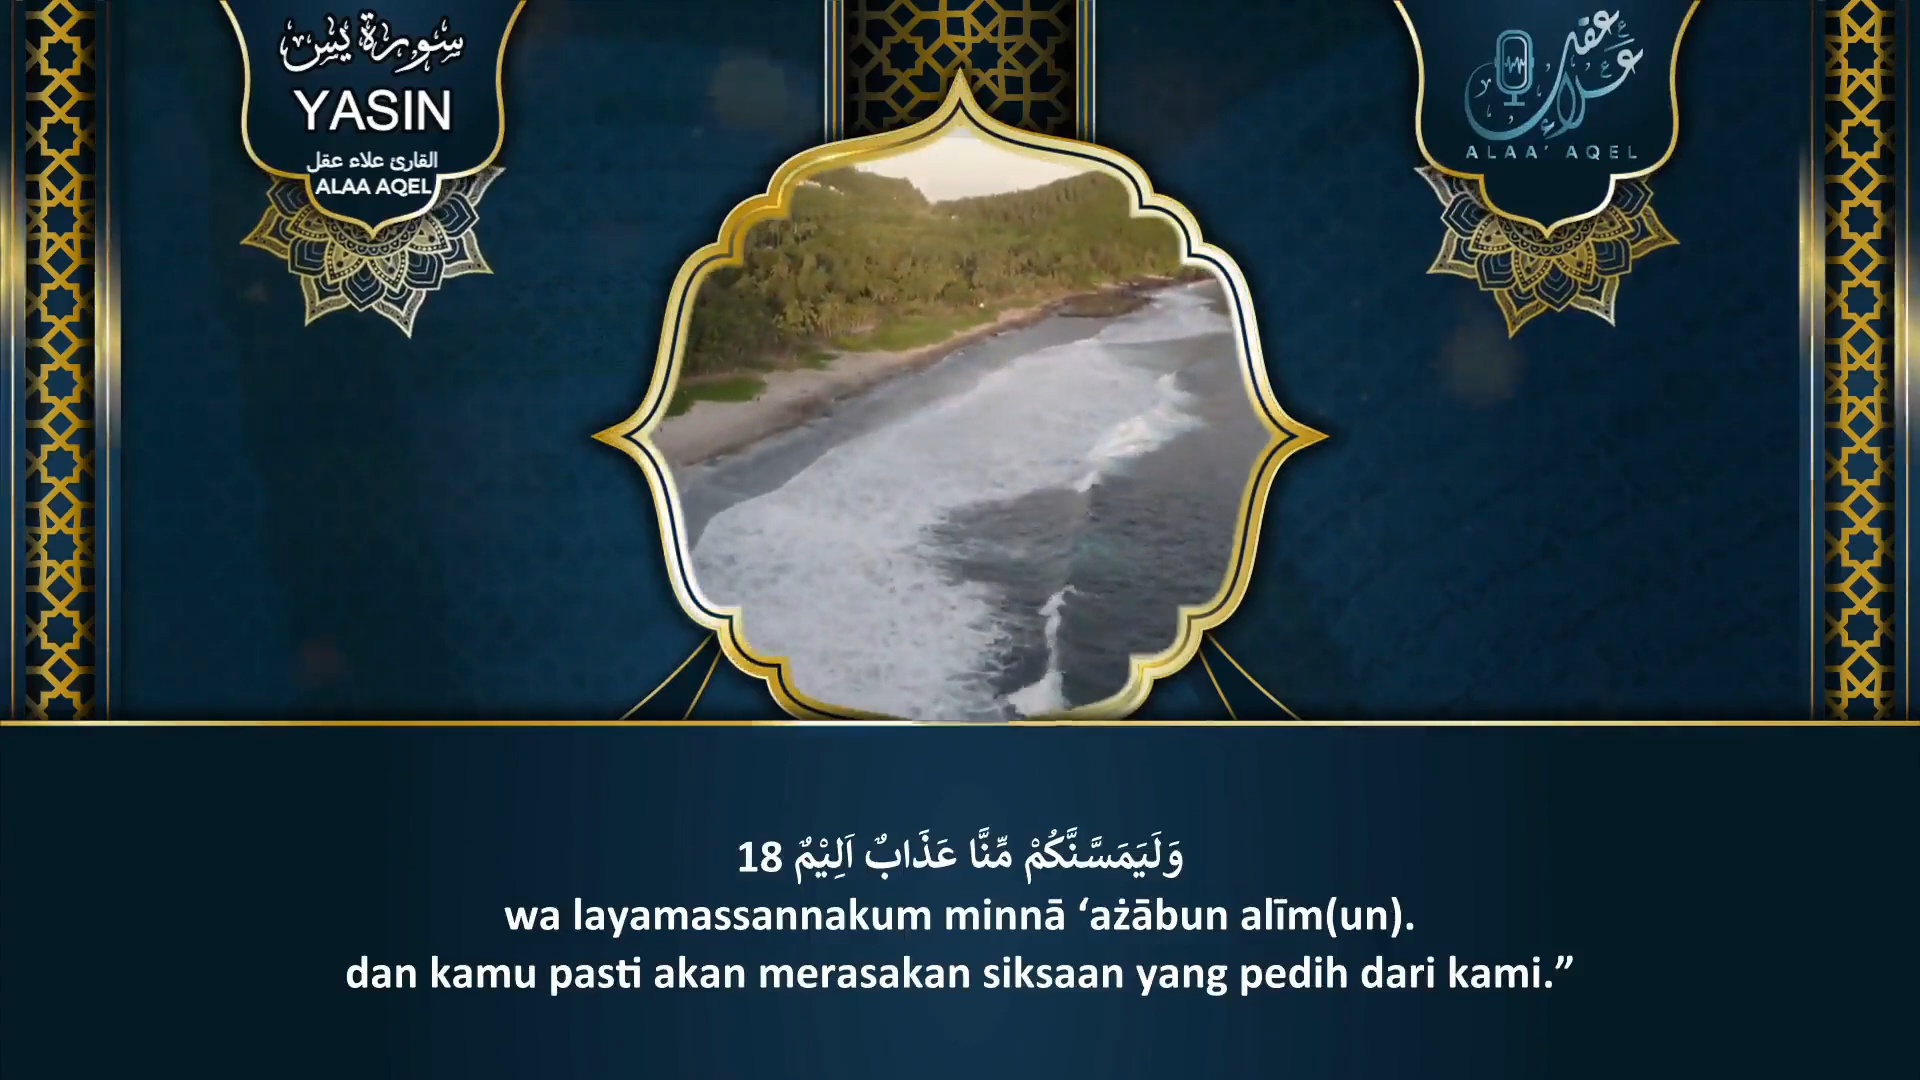 سورة يس
YASIN
القارئ علاء عقل
ALAA AQEL
علاء عقل
ALAA' AQEL
وَلَيَمَسَّنَّكُمْ مِّنَّا عَذَابٌ اَلِيْمٌ 18
wa layamassannakum minnā ‘ażābun alīm(un).
dan kamu pasti akan merasakan siksaan yang pedih dari kami.”